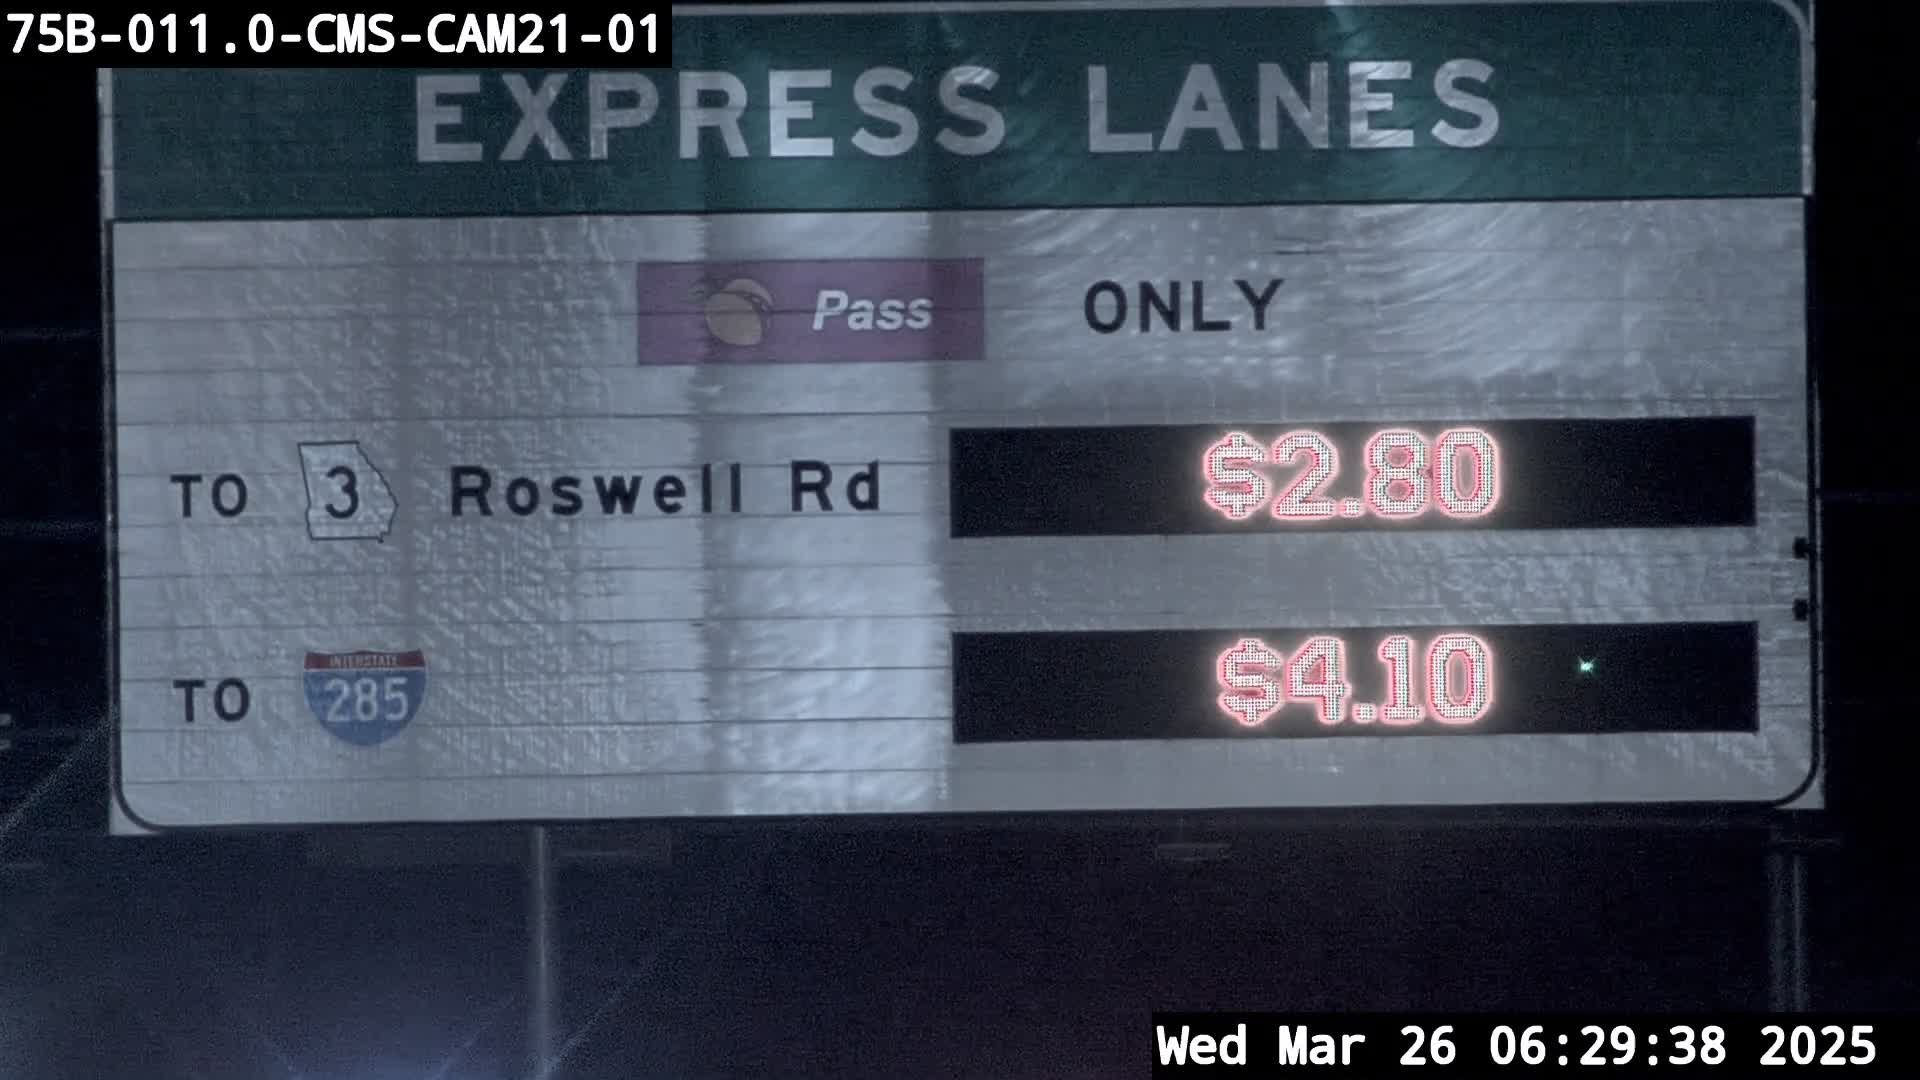 75B-011.0-CMS-CAM21-01
EXPRESS LANES
Pass ONLY
TO 3 Roswell Rd $2.80
INTERSTATE
TO 285 $4.10
Wed Mar 26 06:29:38 2025